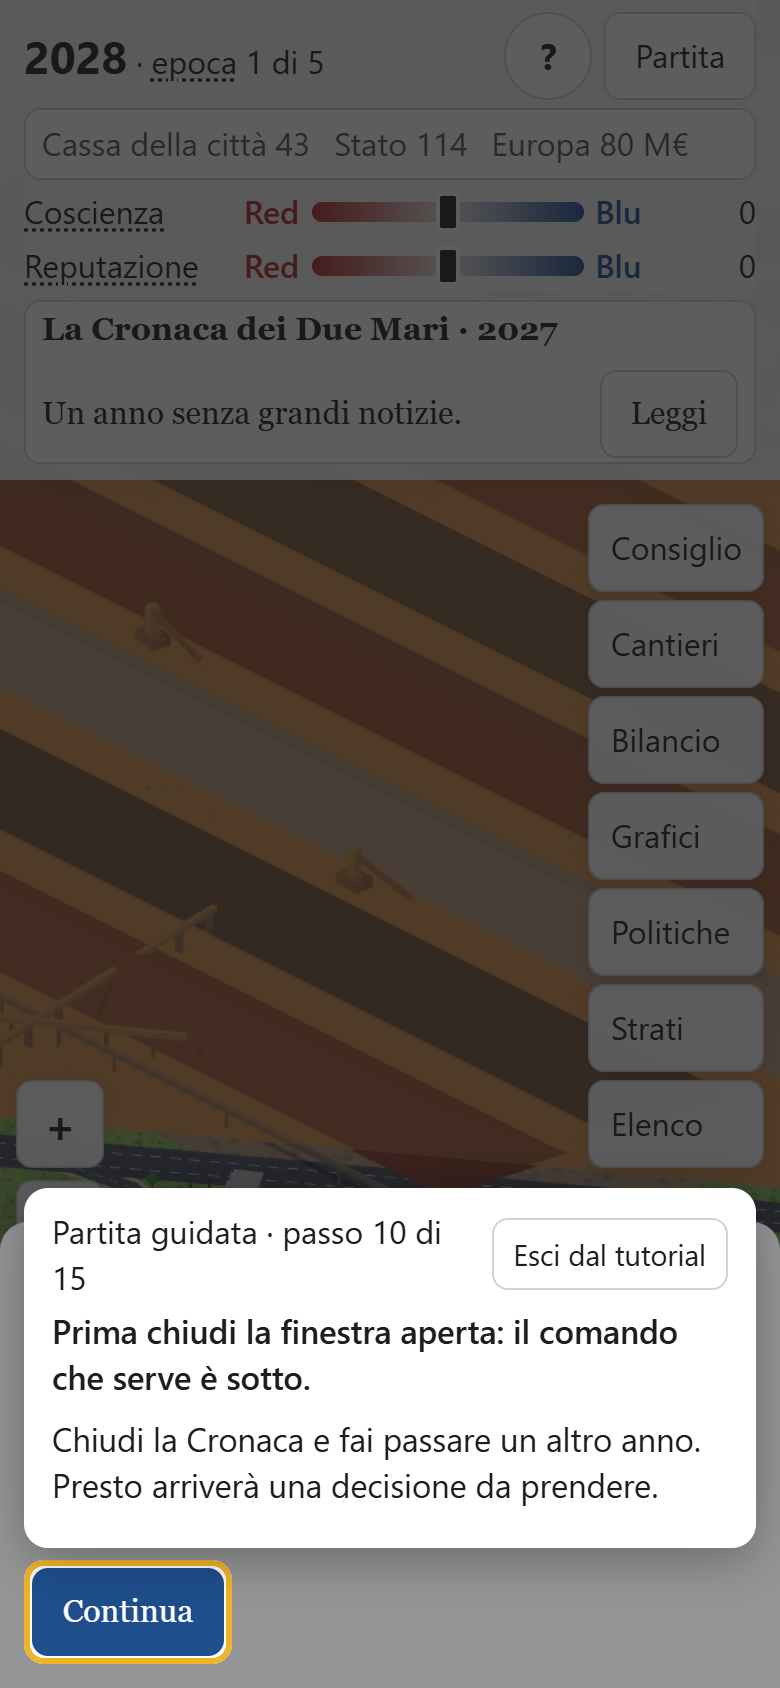 2028 · epoca 1 di 5
?
Partita
Cassa della città 43 Stato 114 Europa 80 M€
Coscienza Red Blu 0
Reputazione Red Blu 0
La Cronaca dei Due Mari · 2027
Un anno senza grandi notizie.
Leggi
Consiglio
Cantieri
Bilancio
Grafici
Politiche
Strati
Elenco
+
Partita guidata · passo 10 di
15
Esci dal tutorial
Prima chiudi la finestra aperta: il comando
che serve è sotto.
Chiudi la Cronaca e fai passare un altro anno.
Presto arriverà una decisione da prendere.
Continua